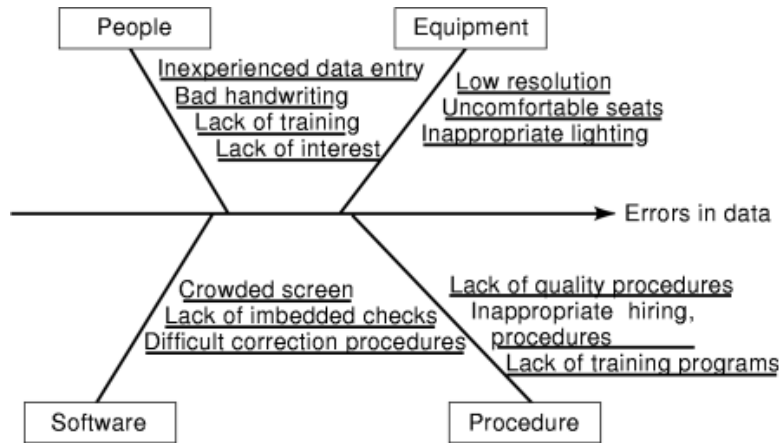 People
Equipment
Inexperienced data entry
Bad handwriting
Lack of training
Lack of interest
Low resolution
Uncomfortable seats
Inappropriate lighting
Errors in data
Crowded screen
Lack of imbedded checks
Difficult correction procedures
Lack of quality procedures
Inappropriate hiring,
procedures
Lack of training programs
Software
Procedure